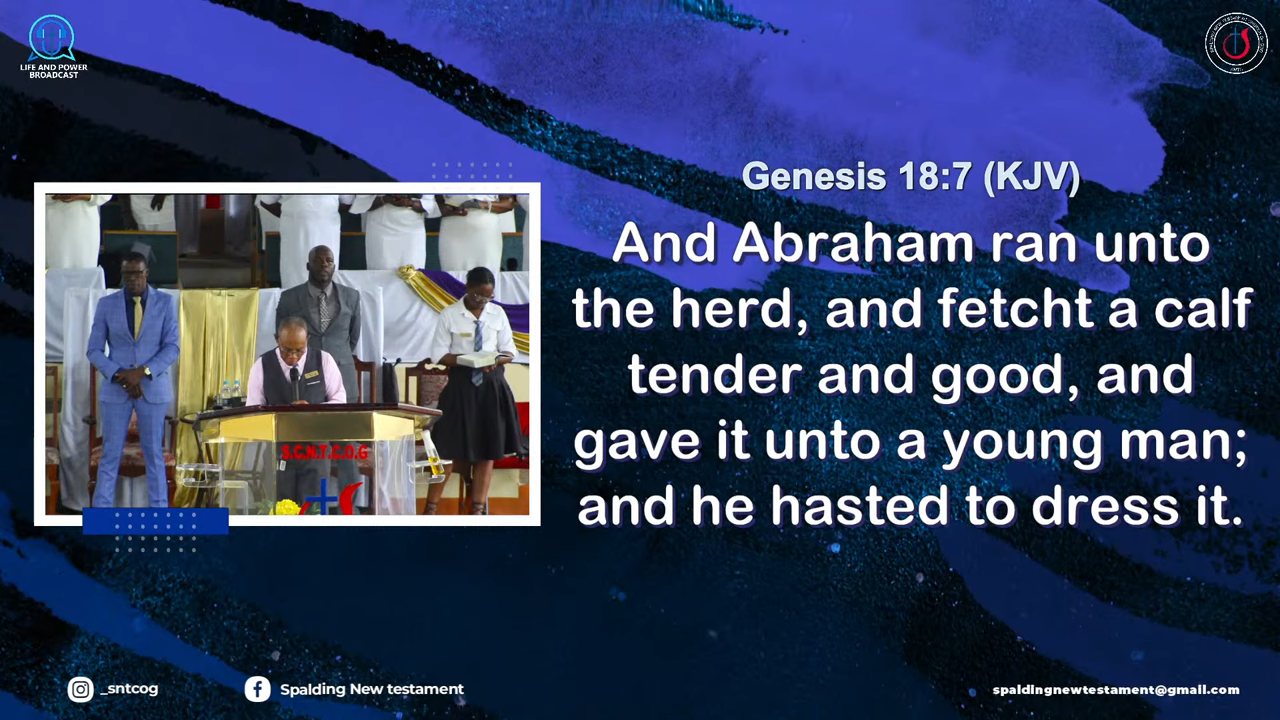 LIFE AND POWER
BROADCAST
Genesis 18:7 (KJV)
And Abraham ran unto
the herd, and fetcht a calf
tender and good, and
gave it unto a young man;
and he hasted to dress it.
S.C.N.T.C.O.G
_sntcog
Spalding New testament
spaldingnewtestament@gmail.com